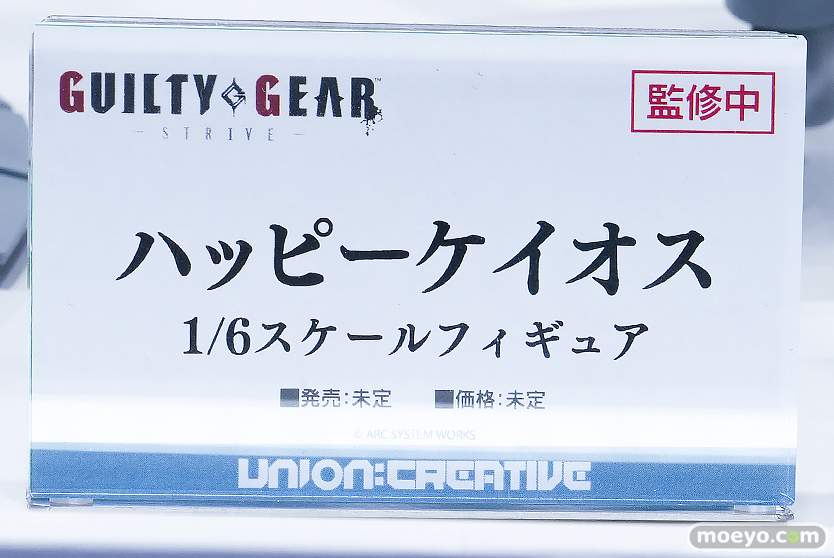 GUILTY GEAR™
STRIVE
監修中
ハッピーケイオス
1/6スケールフィギュア
■発売：未定 ■価格：未定
© ARC SYSTEM WORKS
UNION:CREATIVE
moeyo.com